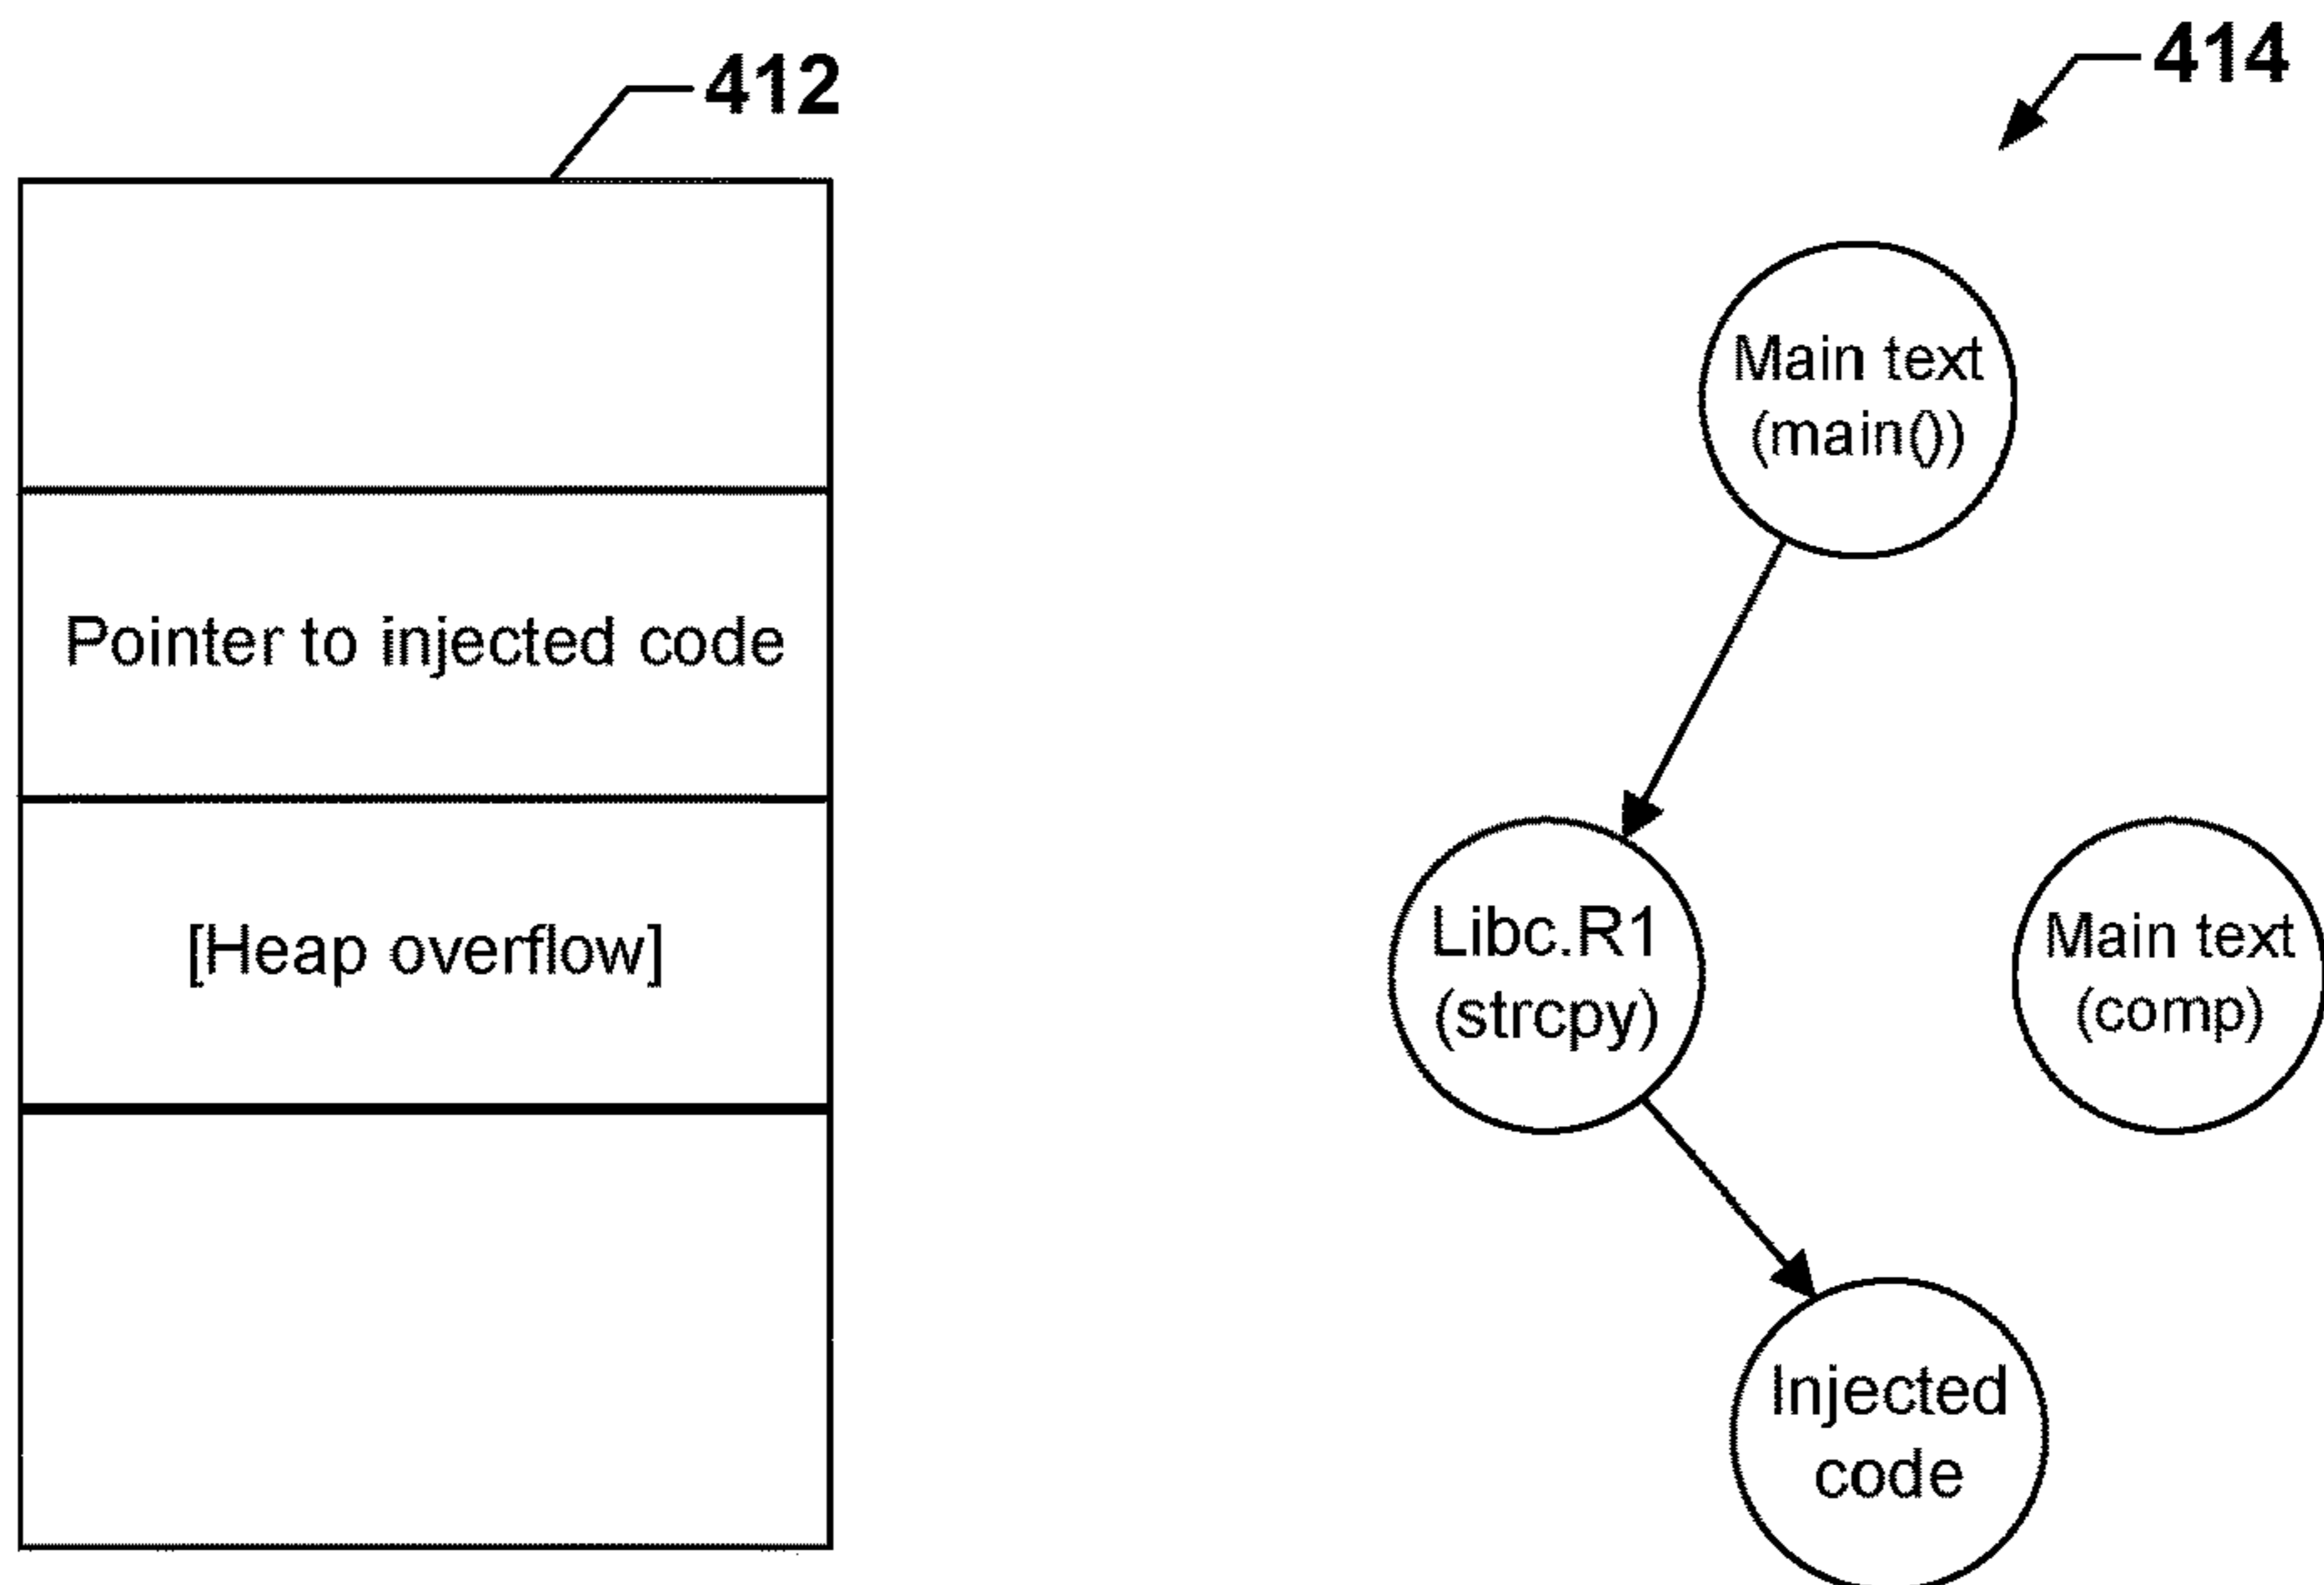 412
Pointer to injected code
[Heap overflow]
414
Main text
(main())
Libc.R1
(strcpy)
Main text
(comp)
Injected
code